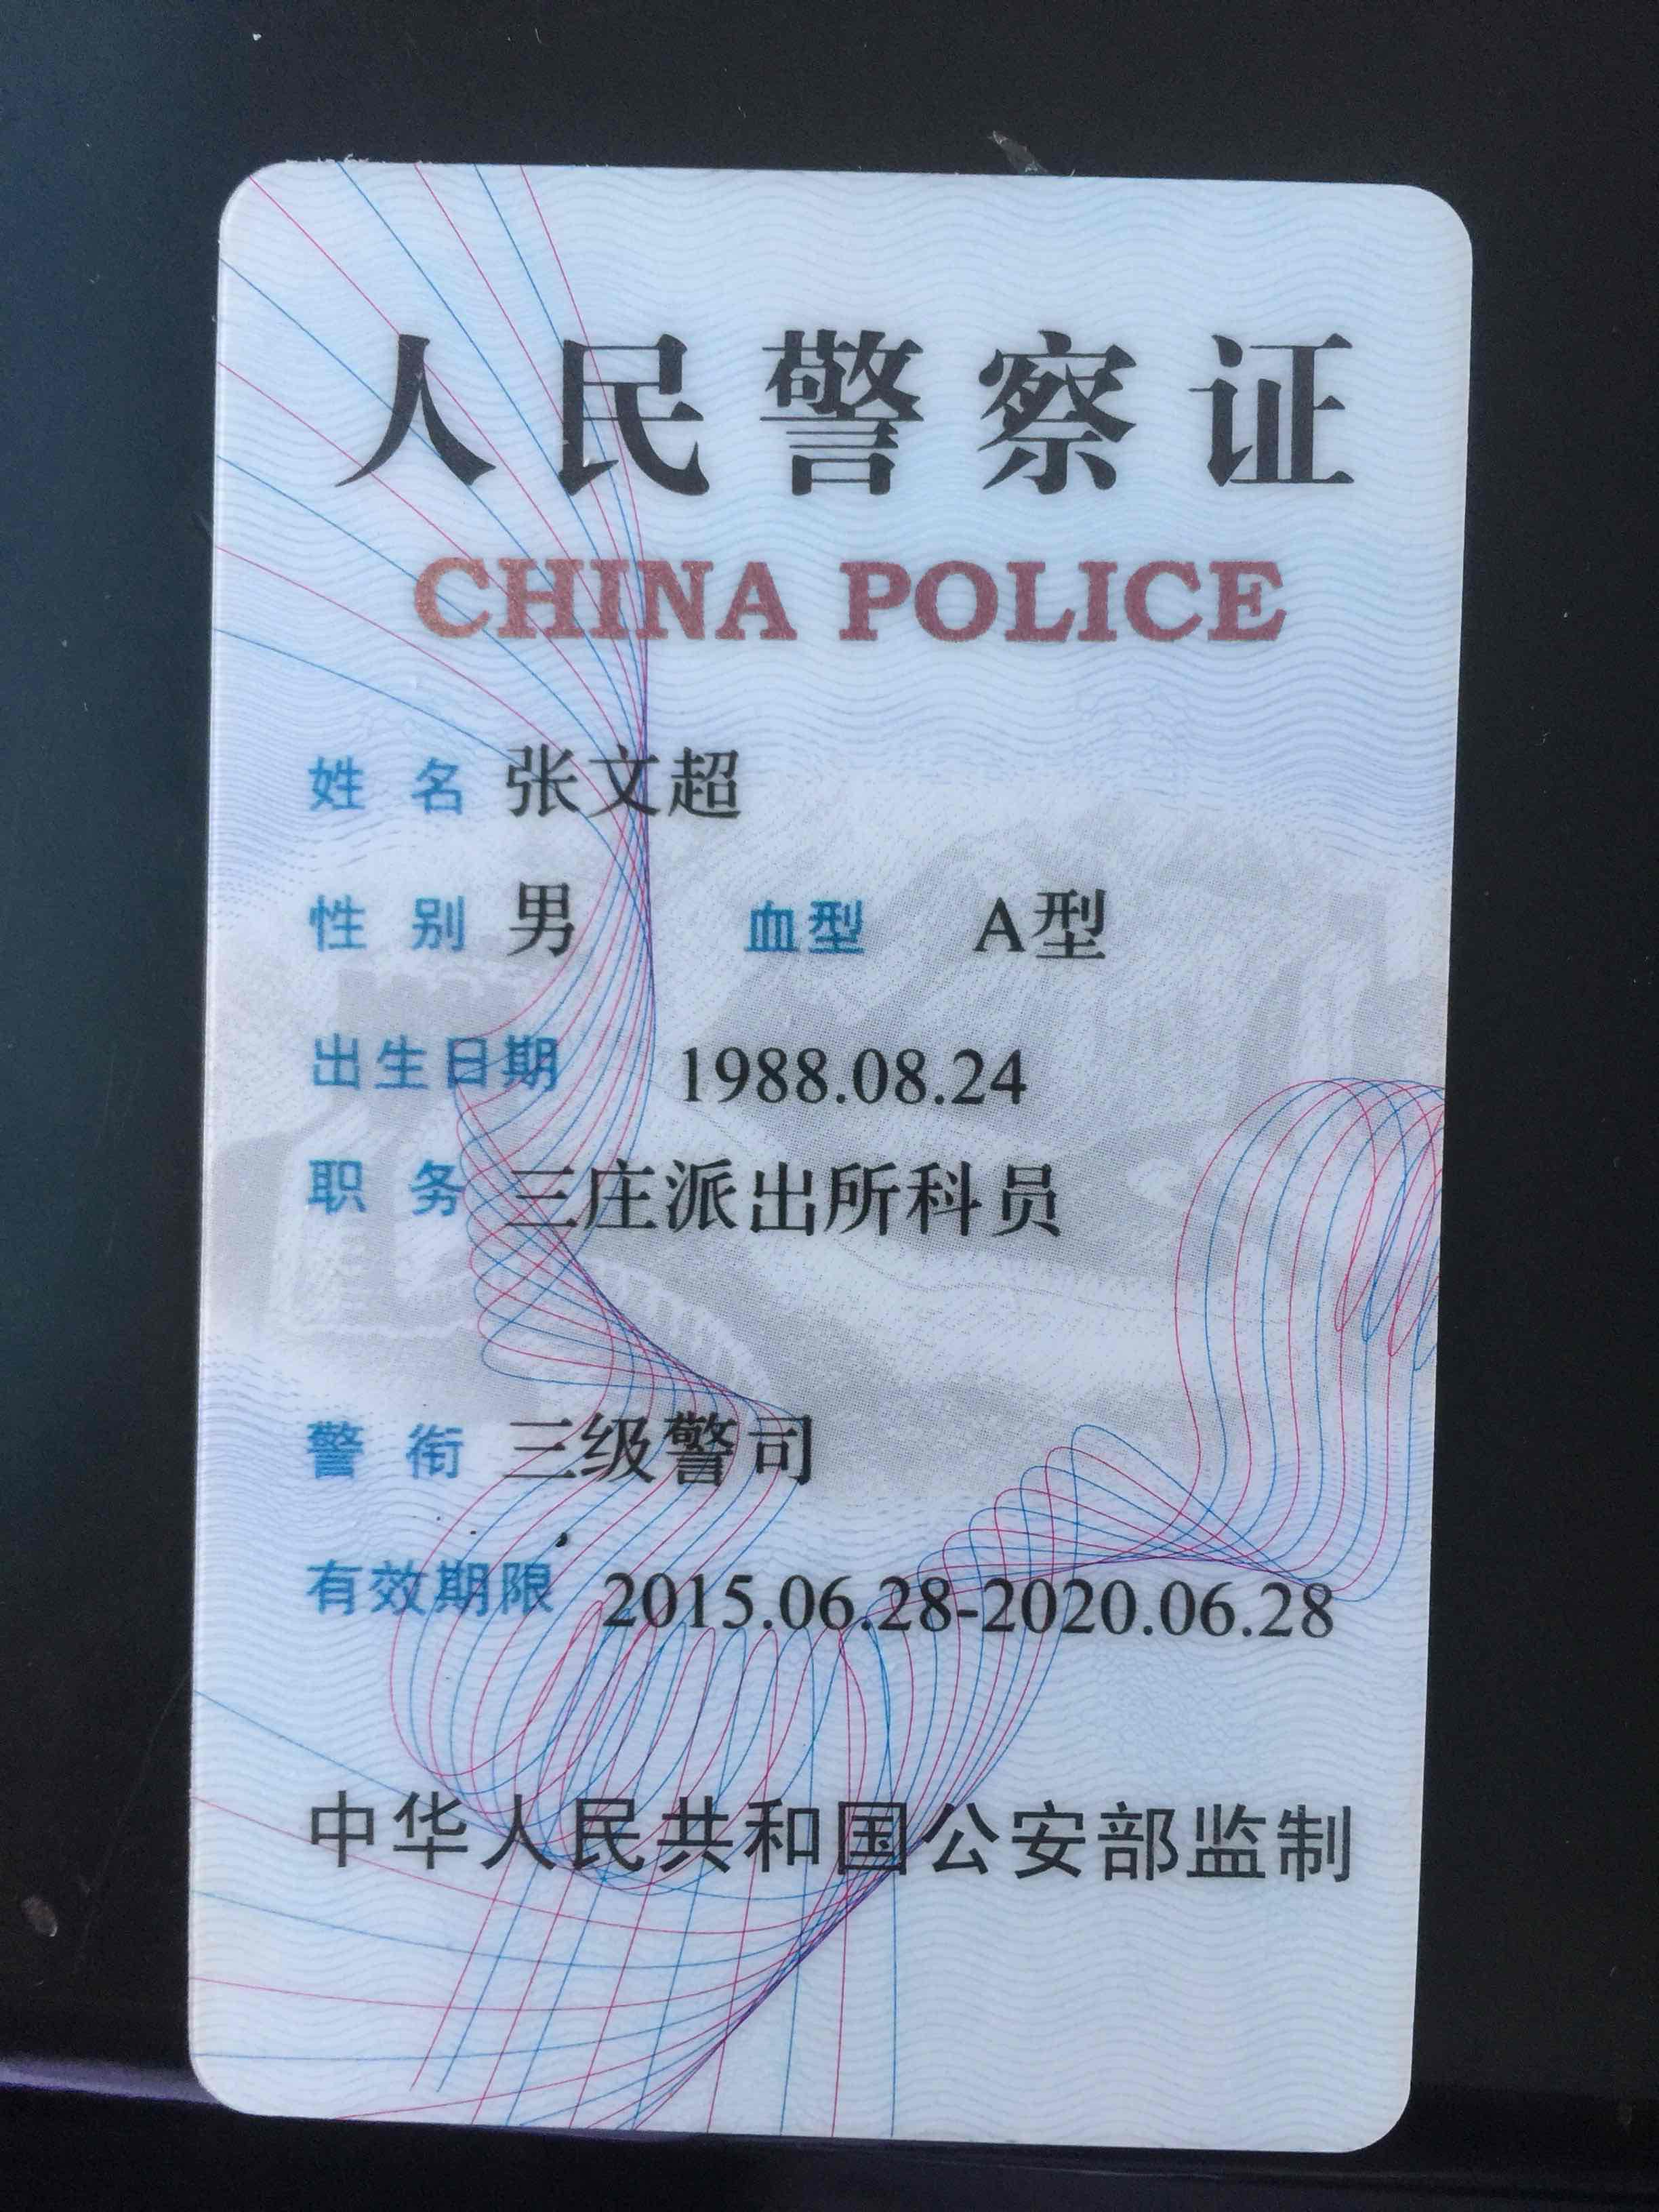 人民警察证
CHINA POLICE
姓 名 张文超
性 别 男 血型 A型
出生日期 1988.08.24
职 务 三庄派出所科员
警 衔 三级警司
有效期限 2015.06.28-2020.06.28
中华人民共和国公安部监制